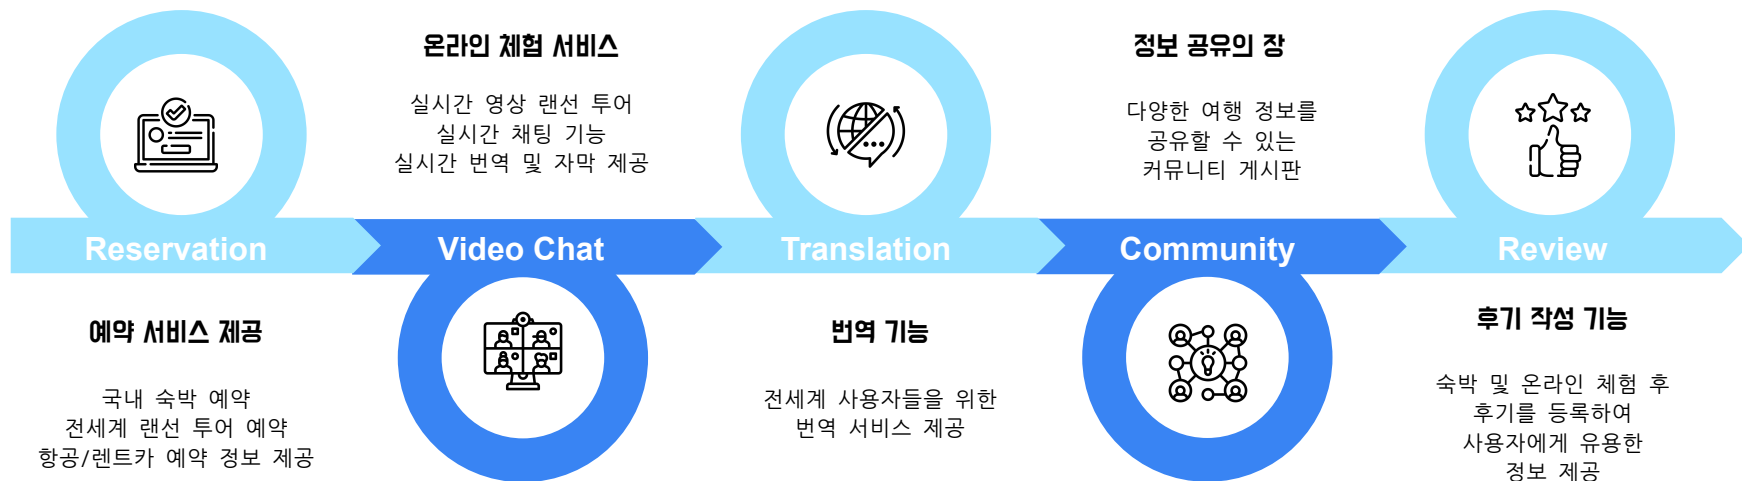 Reservation
예약 서비스 제공
국내 숙박 예약
전세계 랜선 투어 예약
항공/렌트카 예약 정보 제공
온라인 체험 서비스
실시간 영상 랜선 투어
실시간 채팅 기능
실시간 번역 및 자막 제공
Video Chat
Translation
번역 기능
전세계 사용자들을 위한
번역 서비스 제공
정보 공유의 장
다양한 여행 정보를
공유할 수 있는
커뮤니티 게시판
Community
Review
후기 작성 기능
숙박 및 온라인 체험 후
후기를 등록하여
사용자에게 유용한
정보 제공